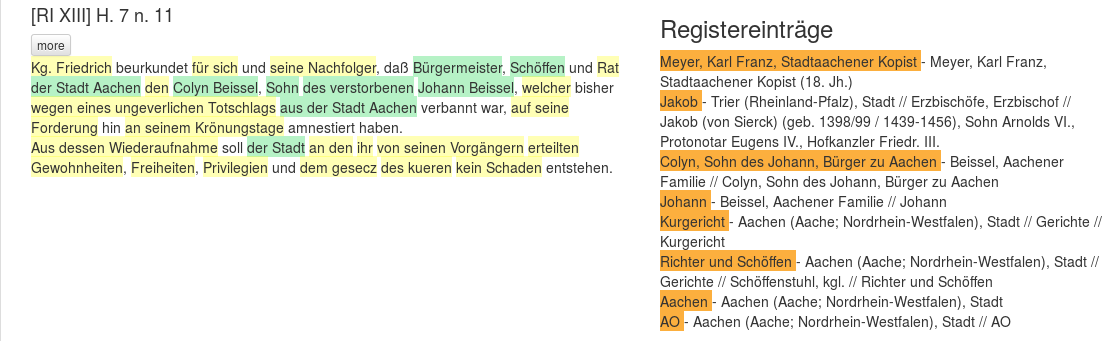 [RI XIII] H. 7 n. 11
more
Kg. Friedrich beurkundet für sich und seine Nachfolger, daß Bürgermeister, Schöffen und Rat
der Stadt Aachen den Colyn Beissel, Sohn des verstorbenen Johann Beissel, welcher bisher
wegen eines ungeverlichen Totschlags aus der Stadt Aachen verbannt war, auf seine
Forderung hin an seinem Krönungstage amnestiert haben.
Aus dessen Wiederaufnahme soll der Stadt an den ihr von seinen Vorgängern erteilten
Gewohnheiten, Freiheiten, Privilegien und dem gesecz des kueren kein Schaden entstehen.
Registereinträge
Meyer, Karl Franz, Stadtaachener Kopist - Meyer, Karl Franz,
Stadtaachener Kopist (18. Jh.)
Jakob - Trier (Rheinland-Pfalz), Stadt // Erzbischöfe, Erzbischof //
Jakob (von Sierck) (geb. 1398/99 / 1439-1456), Sohn Arnolds VI.,
Protonotar Eugens IV., Hofkanzler Friedr. III.
Colyn, Sohn des Johann, Bürger zu Aachen - Beissel, Aachener
Familie // Colyn, Sohn des Johann, Bürger zu Aachen
Johann - Beissel, Aachener Familie // Johann
Kurgericht - Aachen (Aache; Nordrhein-Westfalen), Stadt // Gerichte //
Kurgericht
Richter und Schöffen - Aachen (Aache; Nordrhein-Westfalen), Stadt //
Gerichte // Schöffenstuhl, kgl. // Richter und Schöffen
Aachen - Aachen (Aache; Nordrhein-Westfalen), Stadt
AO - Aachen (Aache; Nordrhein-Westfalen), Stadt // AO